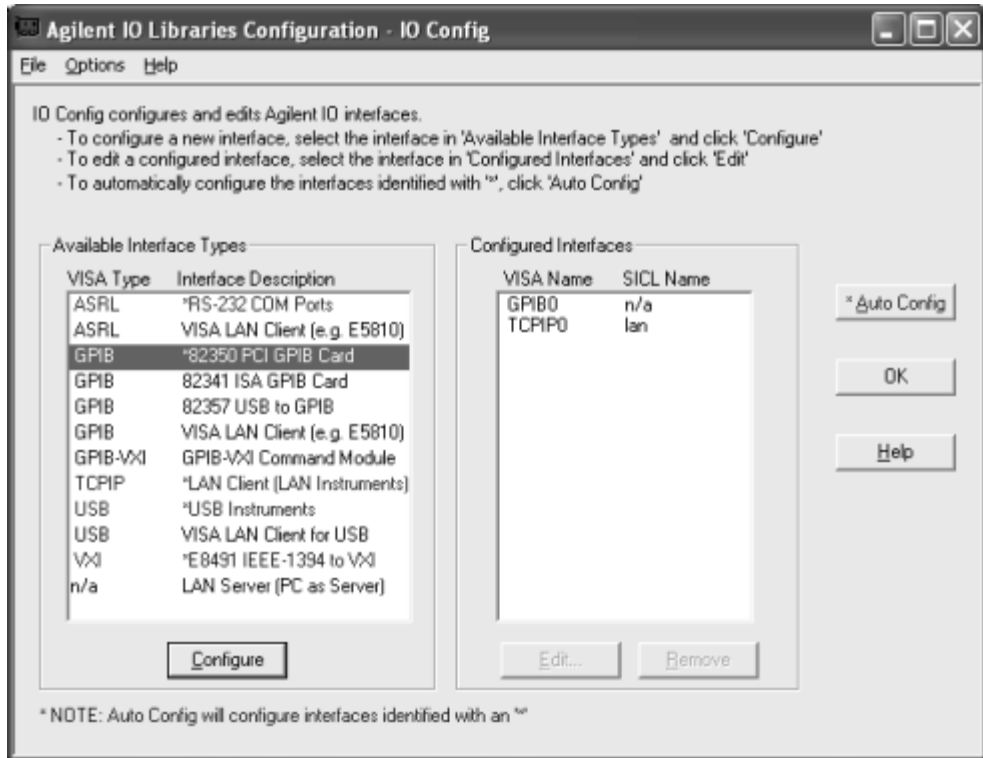 Agilent IO Libraries Configuration - IO Config
File Options Help
IO Config configures and edits Agilent IO interfaces.
- To configure a new interface, select the interface in 'Available Interface Types' and click 'Configure'
- To edit a configured interface, select the interface in 'Configured Interfaces' and click 'Edit'
- To automatically configure the interfaces identified with '*', click 'Auto Config'
Available Interface Types
VISA Type Interface Description
ASRL *RS-232 COM Ports
ASRL VISA LAN Client (e.g. E5810)
GPIB *82350 PCI GPIB Card
GPIB 82341 ISA GPIB Card
GPIB 82357 USB to GPIB
GPIB VISA LAN Client (e.g. E5810)
GPIB-VXI GPIB-VXI Command Module
TCPIP *LAN Client (LAN Instruments)
USB *USB Instruments
USB VISA LAN Client for USB
VXI *E8491 IEEE-1394 to VXI
n/a LAN Server (PC as Server)
Configure
Configured Interfaces
VISA Name SICL Name
GPIB0 n/a
TCPIP0 lan
Edit... Remove
* Auto Config
OK
Help
* NOTE: Auto Config will configure interfaces identified with an '*'